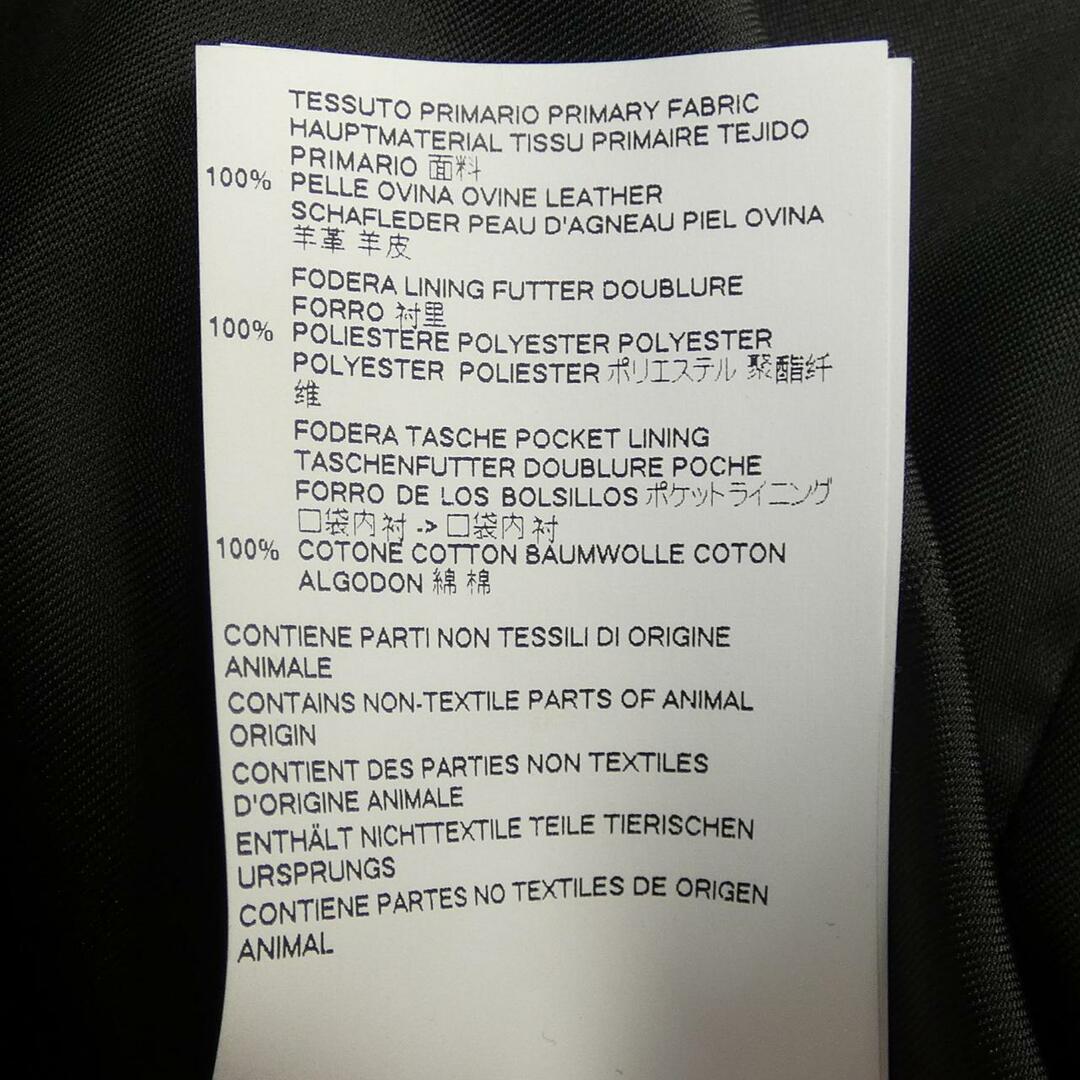 TESSUTO PRIMARIO PRIMARY FABRIC
HAUPTMATERIAL TISSU PRIMAIRE TEJIDO
PRIMARIO 面料
100% PELLE OVINA OVINE LEATHER
SCHAFLEDER PEAU D'AGNEAU PIEL OVINA
羊革 羊皮
FODERA LINING FUTTER DOUBLURE
FORRO 衬里
100% POLIESTERE POLYESTER POLYESTER
POLYESTER POLIESTER ポリエステル 聚酯纤
维
FODERA TASCHE POCKET LINING
TASCHENFUTTER DOUBLURE POCHE
FORRO DE LOS BOLSILLOS ポケットライニング
口袋内衬 -> 口袋内衬
100% COTONE COTTON BAUMWOLLE COTON
ALGODON 綿 棉
CONTIENE PARTI NON TESSILI DI ORIGINE
ANIMALE
CONTAINS NON-TEXTILE PARTS OF ANIMAL
ORIGIN
CONTIENT DES PARTIES NON TEXTILES
D'ORIGINE ANIMALE
ENTHÄLT NICHTTEXTILE TEILE TIERISCHEN
URSPRUNGS
CONTIENE PARTES NO TEXTILES DE ORIGEN
ANIMAL